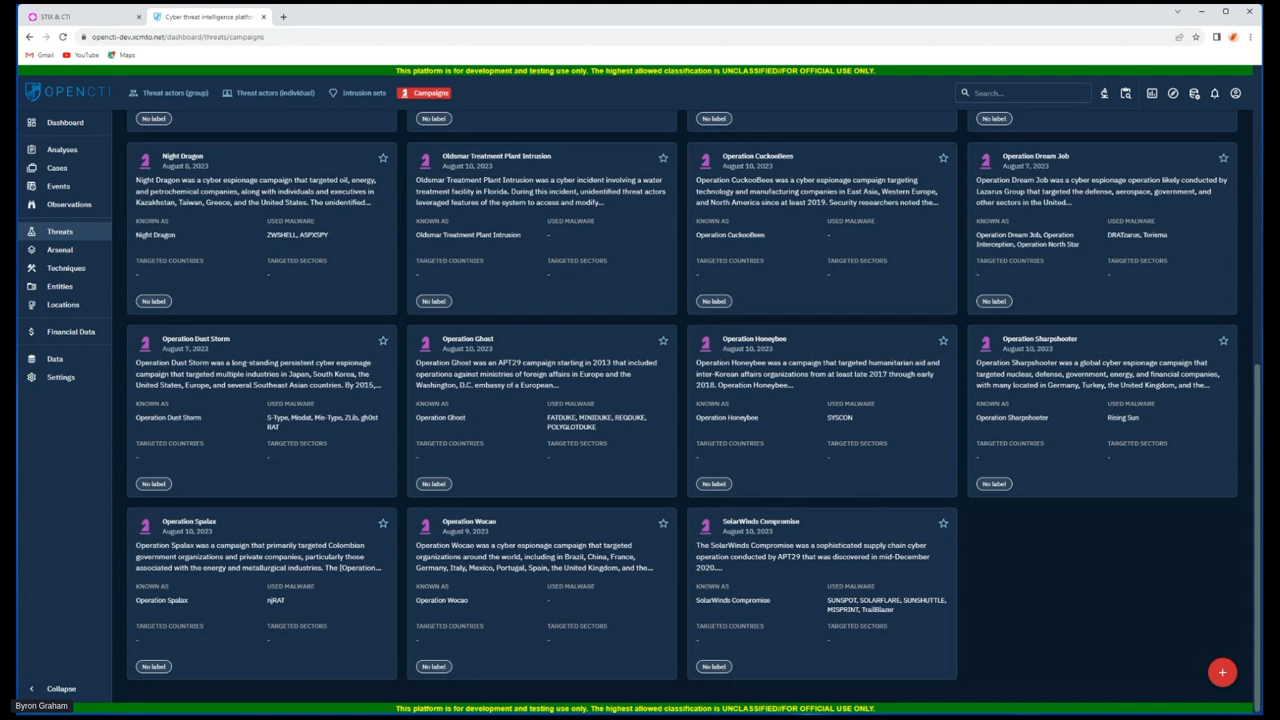 STIX & CTI
Cyber threat intelligence platfo
opencti-dev.xcmto.net/dashboard/threats/campaigns
Gmail
YouTube
Maps
This platform is for development and testing use only. The highest allowed classification is UNCLASSIFIED//FOR OFFICIAL USE ONLY.
OPENCTI
Threat actors (group)
Threat actors (individual)
Intrusion sets
Campaigns
Search...
Dashboard
Analyses
Cases
Events
Observations
Threats
Arsenal
Techniques
Entities
Locations
Financial Data
Data
Settings
Collapse
No label
No label
No label
No label
Night Dragon
August 8, 2023
Night Dragon was a cyber espionage campaign that targeted oil, energy,
and petrochemical companies, along with individuals and executives in
Kazakhstan, Taiwan, Greece, and the United States. The unidentified...
KNOWN AS
USED MALWARE
Night Dragon
ZWSHELL, ASPXSPY
TARGETED COUNTRIES
TARGETED SECTORS
-
-
No label
Oldsmar Treatment Plant Intrusion
August 10, 2023
Oldsmar Treatment Plant Intrusion was a cyber incident involving a water
treatment facility in Florida. During this incident, unidentified threat actors
leveraged features of the system to access and modify...
KNOWN AS
USED MALWARE
Oldsmar Treatment Plant Intrusion
-
TARGETED COUNTRIES
TARGETED SECTORS
-
-
No label
Operation CuckooBees
August 10, 2023
Operation CuckooBees was a cyber espionage campaign targeting
technology and manufacturing companies in East Asia, Western Europe,
and North America since at least 2019. Security researchers noted the...
KNOWN AS
USED MALWARE
Operation CuckooBees
-
TARGETED COUNTRIES
TARGETED SECTORS
-
-
No label
Operation Dream Job
August 7, 2023
Operation Dream Job was a cyber espionage operation likely conducted by
Lazarus Group that targeted the defense, aerospace, government, and
other sectors in the United...
KNOWN AS
USED MALWARE
Operation Dream Job, Operation
Interception, Operation North Star
DRATzarus, Torisma
TARGETED COUNTRIES
TARGETED SECTORS
-
-
No label
Operation Dust Storm
August 7, 2023
Operation Dust Storm was a long-standing persistent cyber espionage
campaign that targeted multiple industries in Japan, South Korea, the
United States, Europe, and several Southeast Asian countries. By 2015,...
KNOWN AS
USED MALWARE
Operation Dust Storm
S-Type, Misdat, Mis-Type, ZLib, gh0st
RAT
TARGETED COUNTRIES
TARGETED SECTORS
-
-
No label
Operation Ghost
August 10, 2023
Operation Ghost was an APT29 campaign starting in 2013 that included
operations against ministries of foreign affairs in Europe and the
Washington, D.C. embassy of a European...
KNOWN AS
USED MALWARE
Operation Ghost
FATDUKE, MINIDUKE, REGDUKE,
POLYGLOTDUKE
TARGETED COUNTRIES
TARGETED SECTORS
-
-
No label
Operation Honeybee
August 10, 2023
Operation Honeybee was a campaign that targeted humanitarian aid and
inter-Korean affairs organizations from at least late 2017 through early
2018. Operation Honeybee...
KNOWN AS
USED MALWARE
Operation Honeybee
SYSCON
TARGETED COUNTRIES
TARGETED SECTORS
-
-
No label
Operation Sharpshooter
August 10, 2023
Operation Sharpshooter was a global cyber espionage campaign that
targeted nuclear, defense, government, energy, and financial companies,
with many located in Germany, Turkey, the United Kingdom, and the...
KNOWN AS
USED MALWARE
Operation Sharpshooter
Rising Sun
TARGETED COUNTRIES
TARGETED SECTORS
-
-
No label
Operation Spalax
August 10, 2023
Operation Spalax was a campaign that primarily targeted Colombian
government organizations and private companies, particularly those
associated with the energy and metallurgical industries. The [Operation...
KNOWN AS
USED MALWARE
Operation Spalax
njRAT
TARGETED COUNTRIES
TARGETED SECTORS
-
-
No label
Operation Wocao
August 9, 2023
Operation Wocao was a cyber espionage campaign that targeted
organizations around the world, including in Brazil, China, France,
Germany, Italy, Mexico, Portugal, Spain, the United Kingdom, and the...
KNOWN AS
USED MALWARE
Operation Wocao
-
TARGETED COUNTRIES
TARGETED SECTORS
-
-
No label
SolarWinds Compromise
August 10, 2023
The SolarWinds Compromise was a sophisticated supply chain cyber
operation conducted by APT29 that was discovered in mid-December
2020....
KNOWN AS
USED MALWARE
SolarWinds Compromise
SUNSPOT, SOLARFLARE, SUNSHUTTLE,
MISPRINT, TrailBlazer
TARGETED COUNTRIES
TARGETED SECTORS
-
-
No label
Byron Graham
This platform is for development and testing use only. The highest allowed classification is UNCLASSIFIED//FOR OFFICIAL USE ONLY.